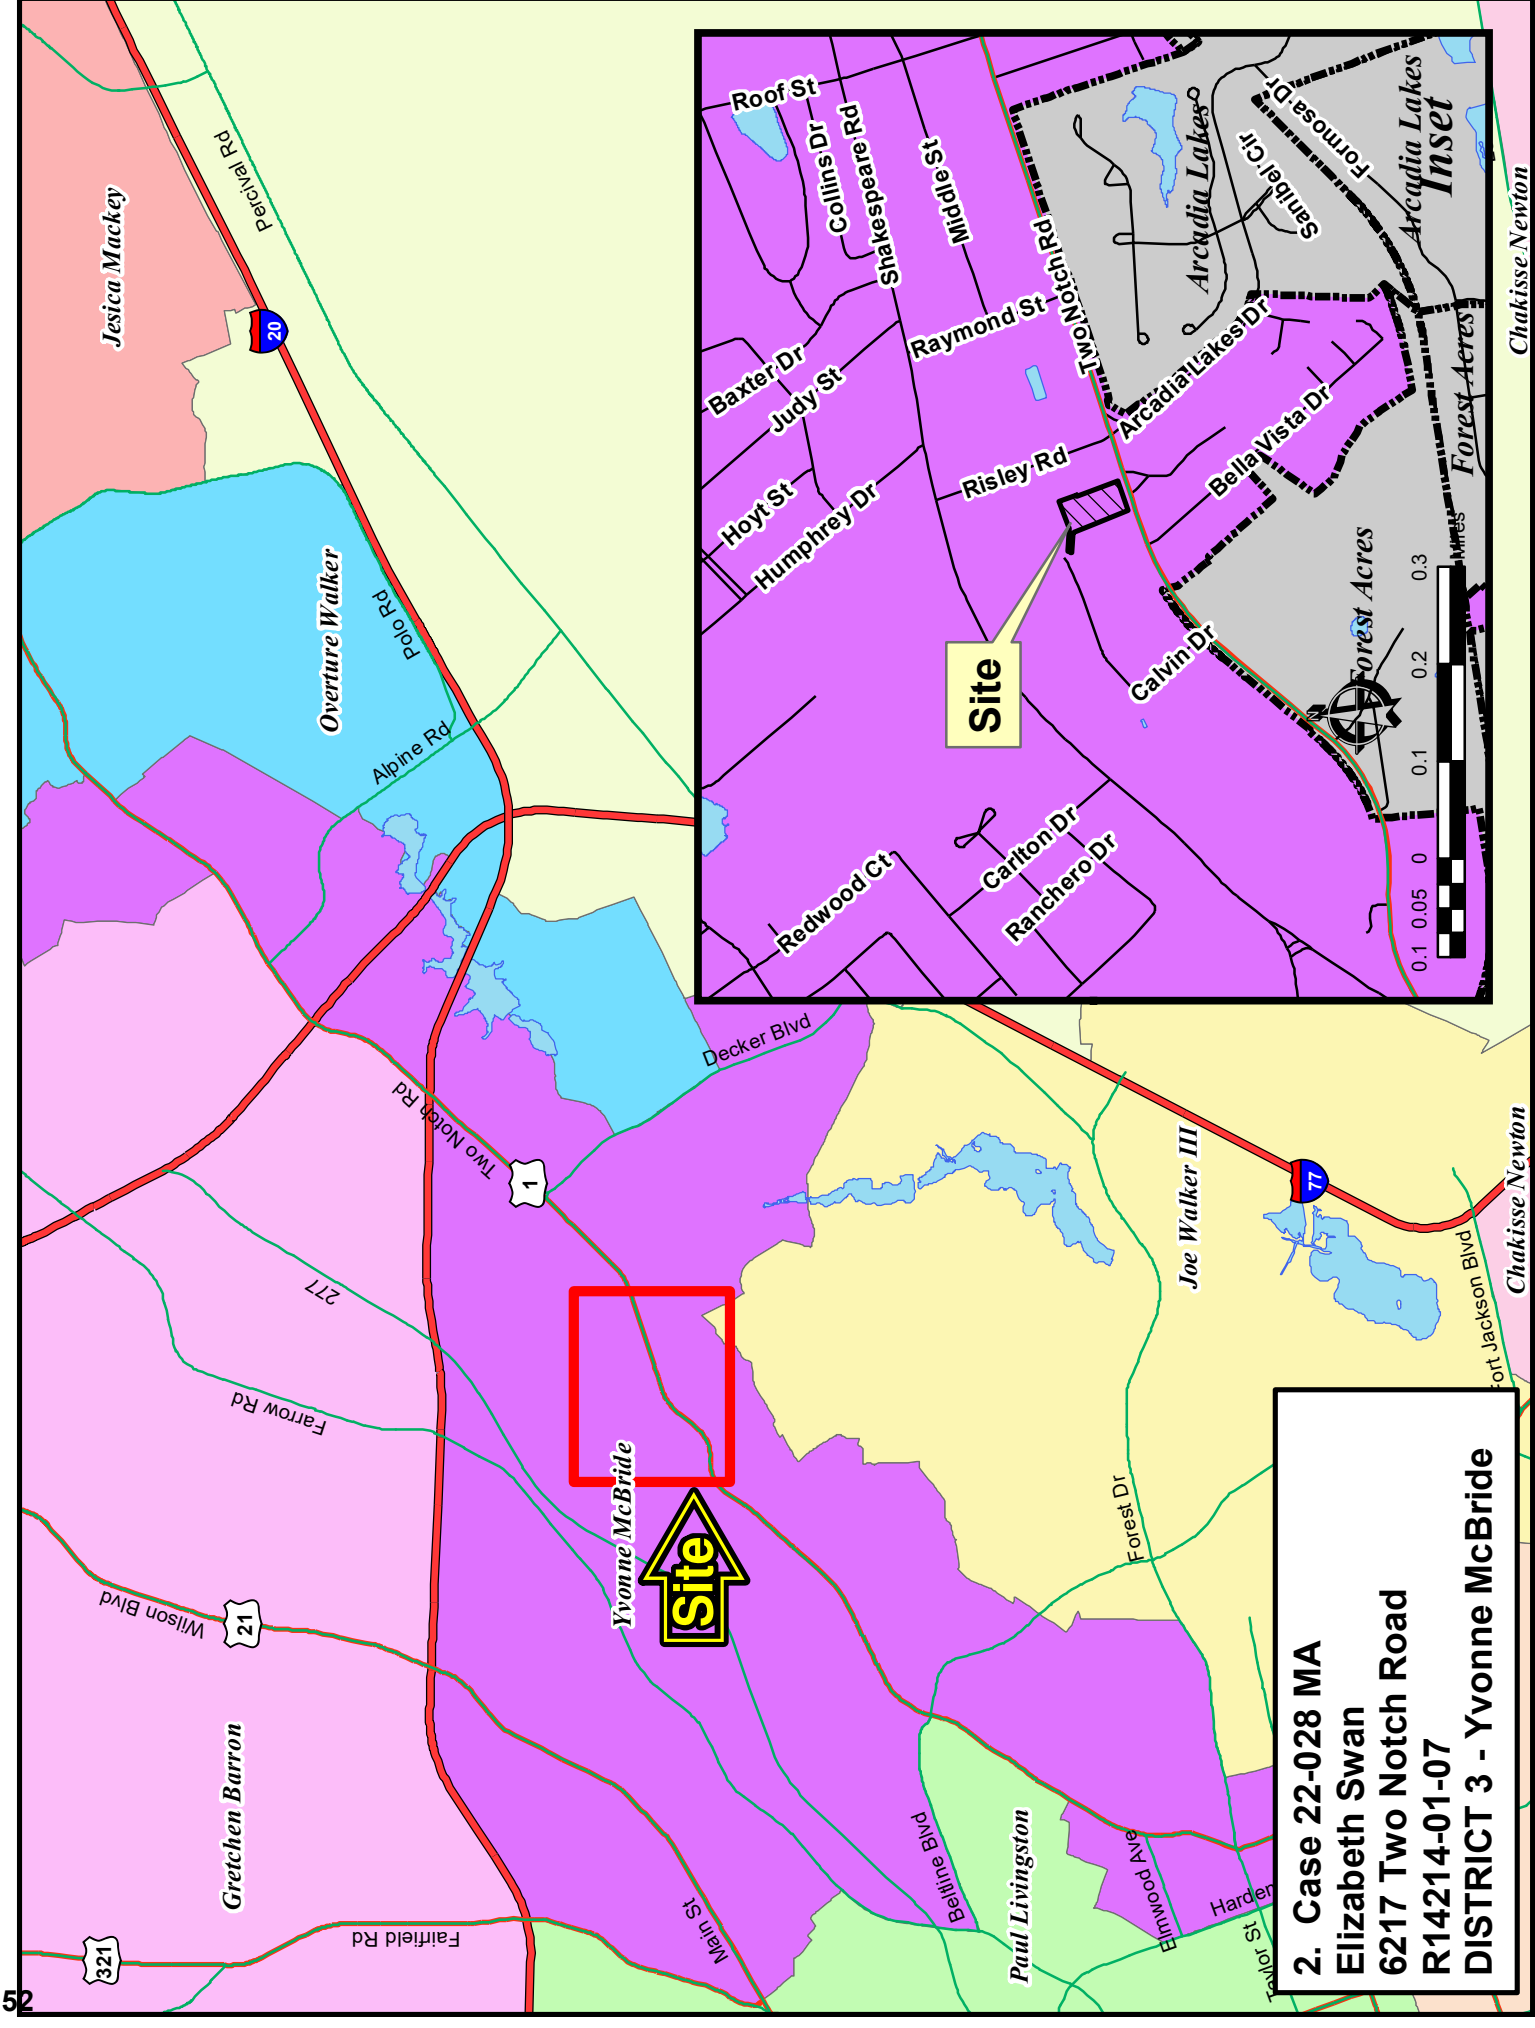 52
321
Fairfield Rd
Gretchen Barron
21
Wilson Blvd
Farrow Rd
277
Two Notch Rd
1
Jesica Mackey
20
Percival Rd
Overture Walker
Polo Rd
Alpine Rd
Decker Blvd
Yvonne McBride
Site
Main St
Beltline Blvd
Paul Livingston
Elmwood Ave
Harden
Taylor St
Forest Dr
Joe Walker III
77
Fort Jackson Blvd
Chakisse Newton
Chakisse Newton
Roof St
Collins Dr
Shakespeare Rd
Middle St
Two Notch Rd
Raymond St
Baxter Dr
Judy St
Hoyt St
Humphrey Dr
Risley Rd
Arcadia Lakes Dr
Bella Vista Dr
Arcadia Lakes
Sanibel Cir
Formosa Dr
Arcadia Lakes
Inset
Forest Acres
Forest Acres
Site
Calvin Dr
Redwood Ct
Carlton Dr
Ranchero Dr
N
0.1 0.05 0 0.1 0.2 0.3
Miles
2. Case 22-028 MA
Elizabeth Swan
6217 Two Notch Road
R14214-01-07
DISTRICT 3 - Yvonne McBride